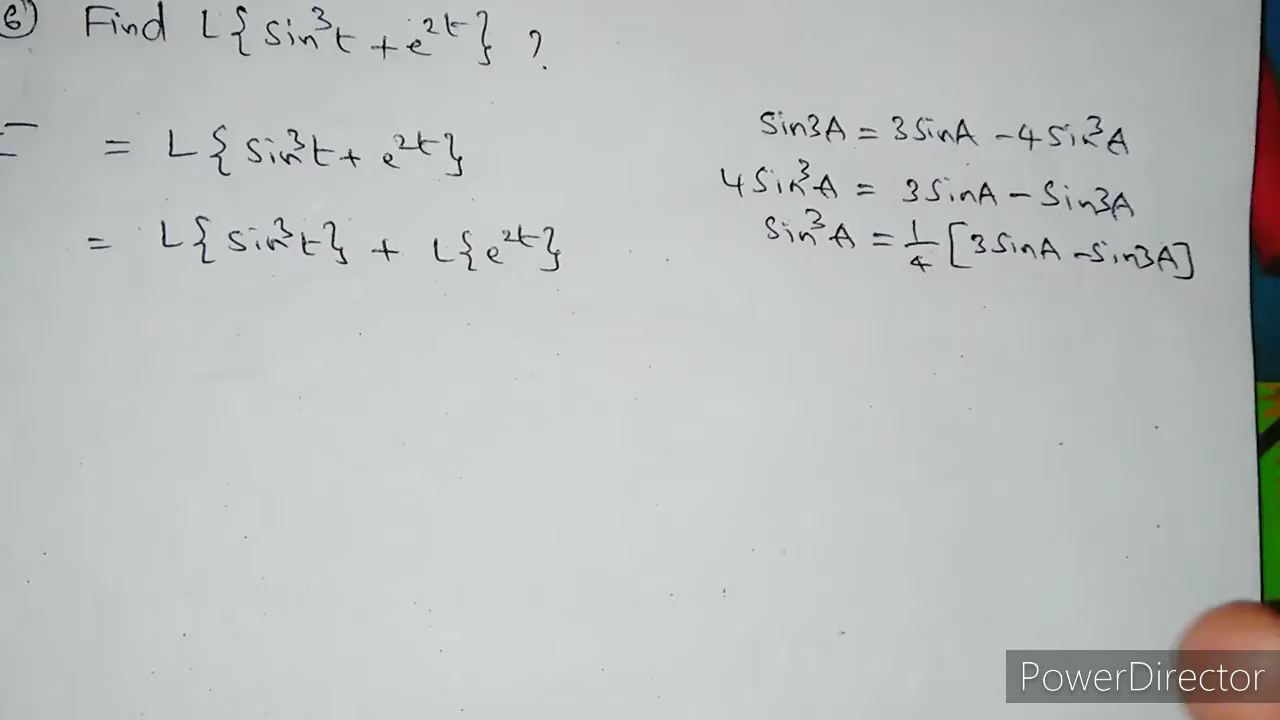 6) Find L{sin³t + e²ᵗ} ?
= L{sin³t + e²ᵗ}
= L{sin³t} + L{e²ᵗ}
Sin3A = 3SinA - 4Sin³A
4Sin³A = 3SinA - Sin3A
Sin³A = 1/4 [3SinA - Sin3A]
PowerDirector